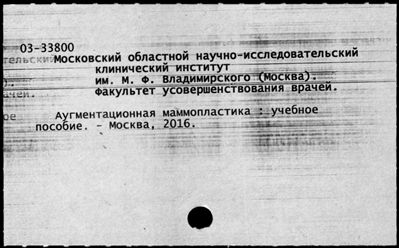 03-33800
Московский областной научно-исследовательский
клинический институт
им. М. Ф. Владимирского (Москва).
Факультет усовершенствования врачей.
Аугментационная маммопластика : учебное
пособие. - Москва, 2016.